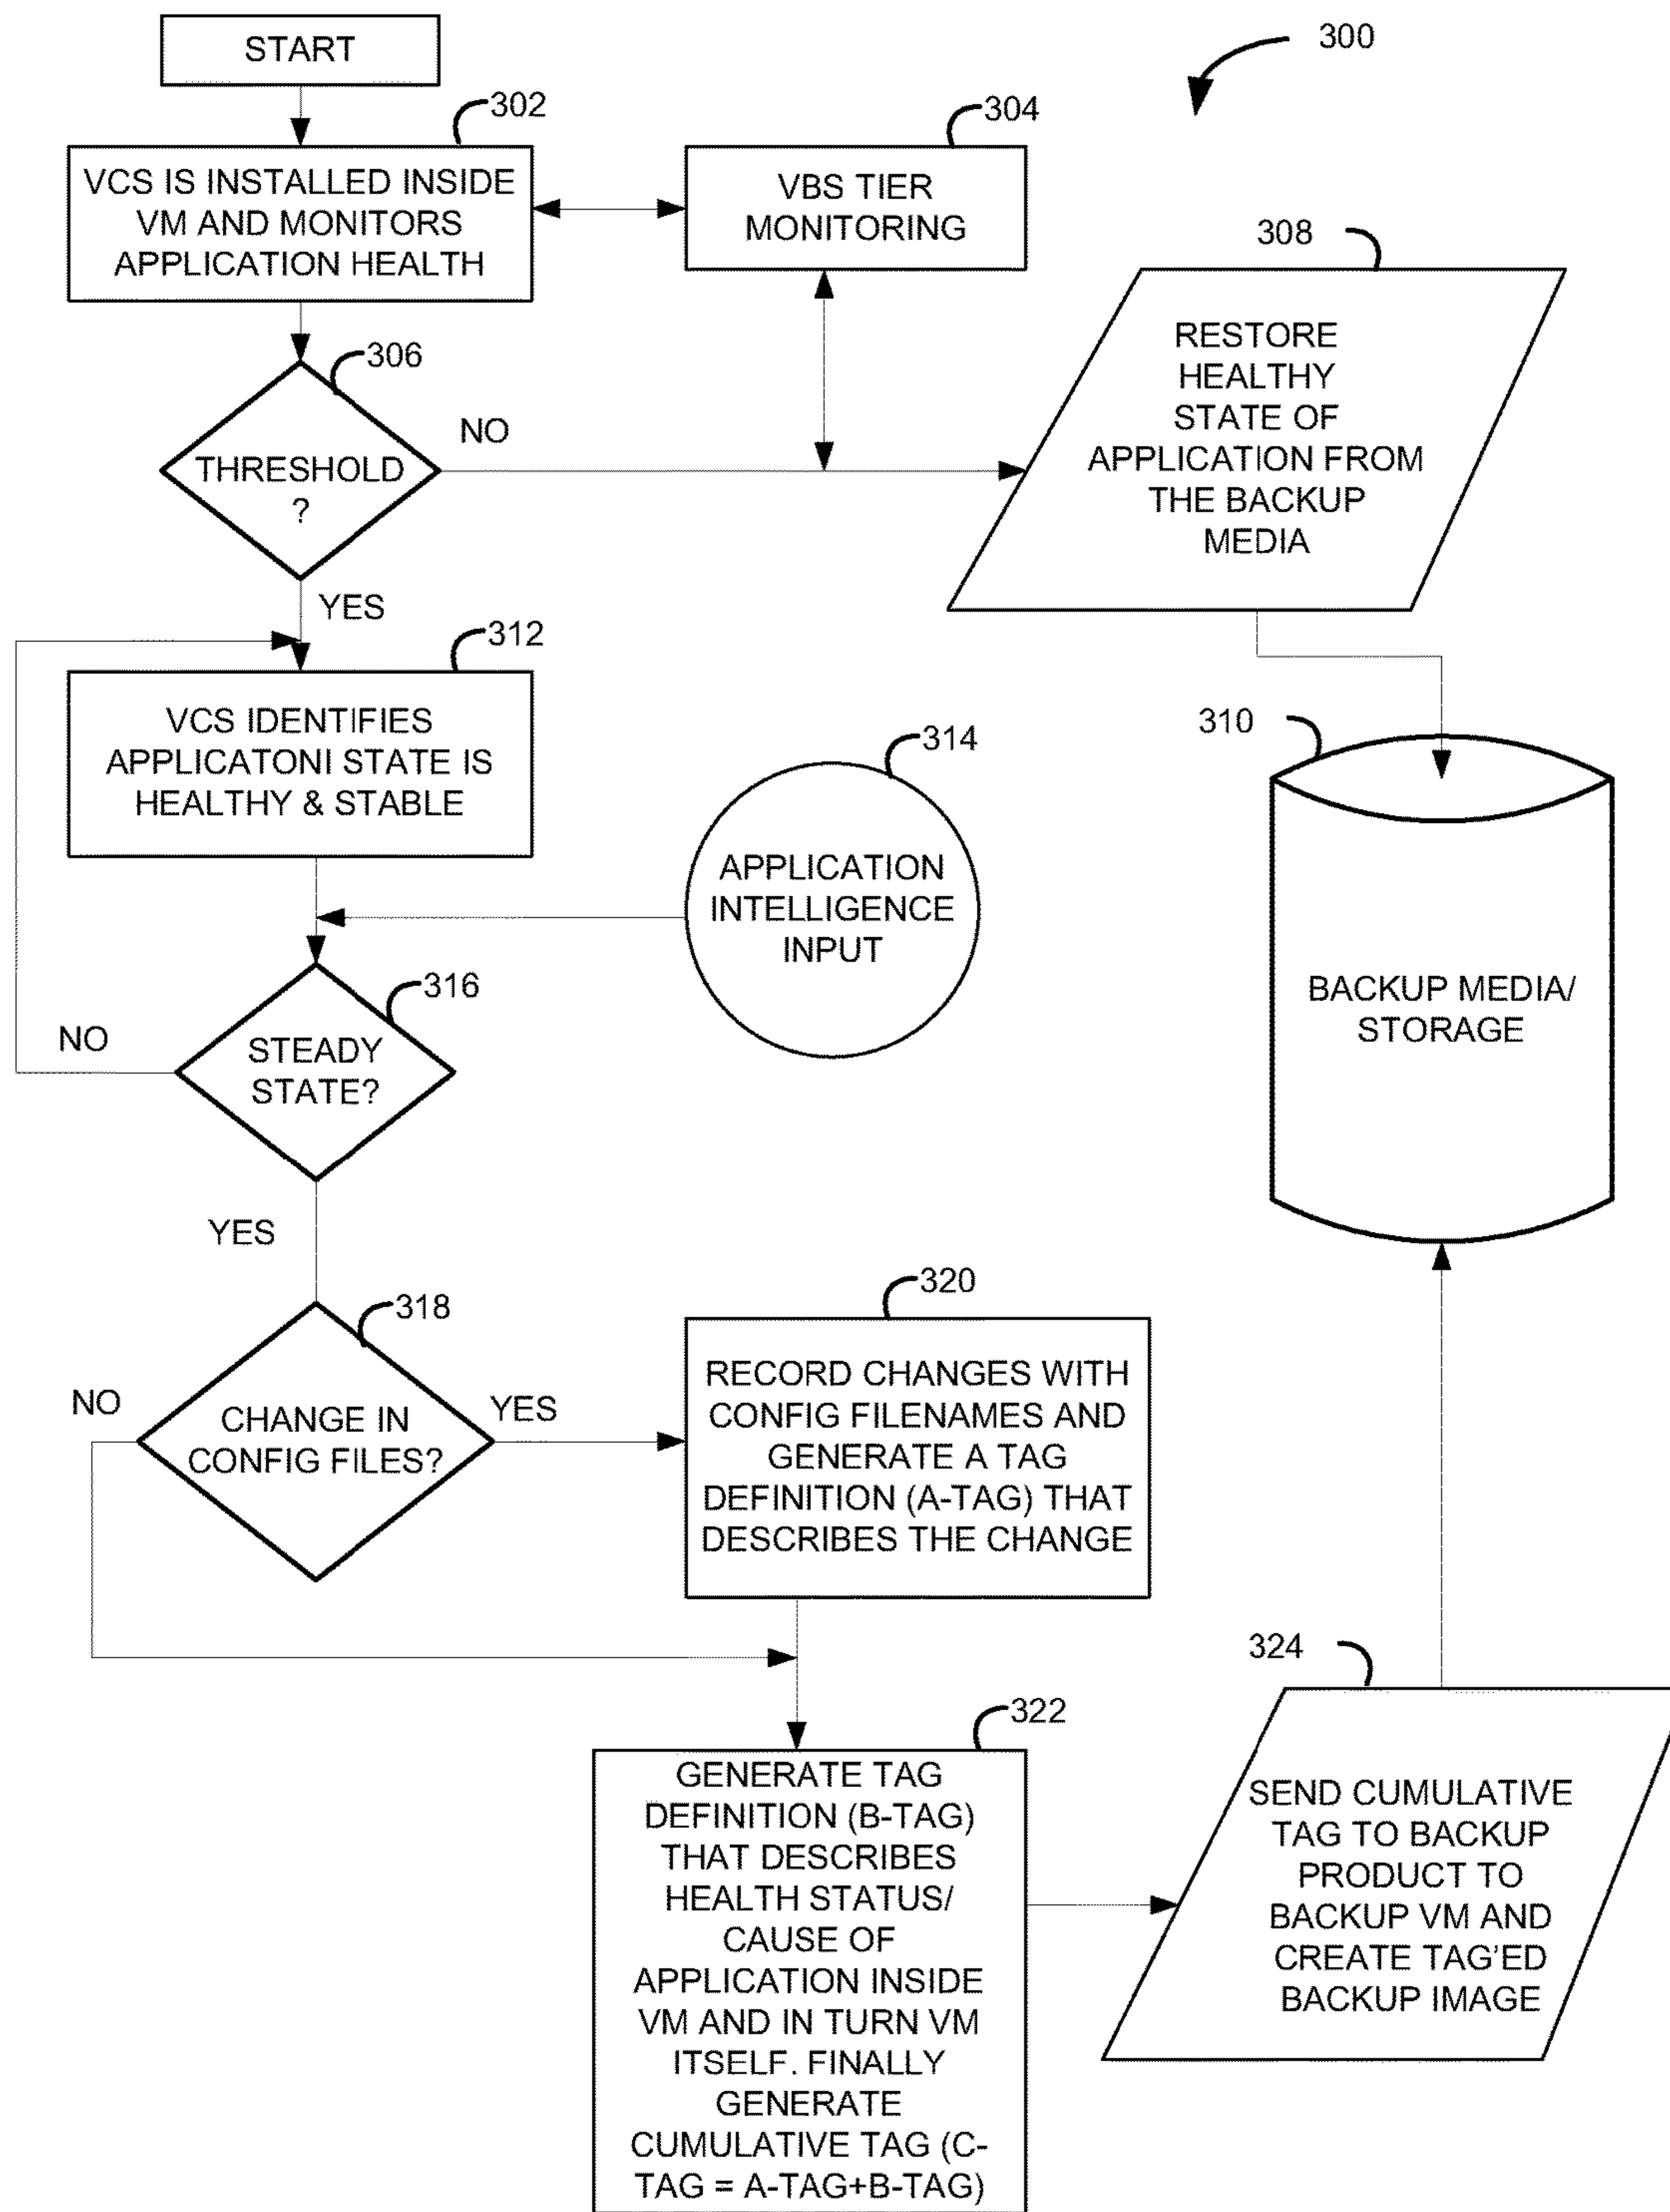 START
300
302
VCS IS INSTALLED INSIDE
VM AND MONITORS
APPLICATION HEALTH
304
VBS TIER
MONITORING
306
THRESHOLD
?
NO
YES
308
RESTORE
HEALTHY
STATE OF
APPLICATION FROM
THE BACKUP
MEDIA
312
VCS IDENTIFIES
APPLICATONI STATE IS
HEALTHY & STABLE
314
APPLICATION
INTELLIGENCE
INPUT
310
BACKUP MEDIA/
STORAGE
316
STEADY
STATE?
NO
YES
318
CHANGE IN
CONFIG FILES?
NO
YES
320
RECORD CHANGES WITH
CONFIG FILENAMES AND
GENERATE A TAG
DEFINITION (A-TAG) THAT
DESCRIBES THE CHANGE
322
GENERATE TAG
DEFINITION (B-TAG)
THAT DESCRIBES
HEALTH STATUS/
CAUSE OF
APPLICATION INSIDE
VM AND IN TURN VM
ITSELF. FINALLY
GENERATE
CUMULATIVE TAG (C-
TAG = A-TAG+B-TAG)
324
SEND CUMULATIVE
TAG TO BACKUP
PRODUCT TO
BACKUP VM AND
CREATE TAG'ED
BACKUP IMAGE